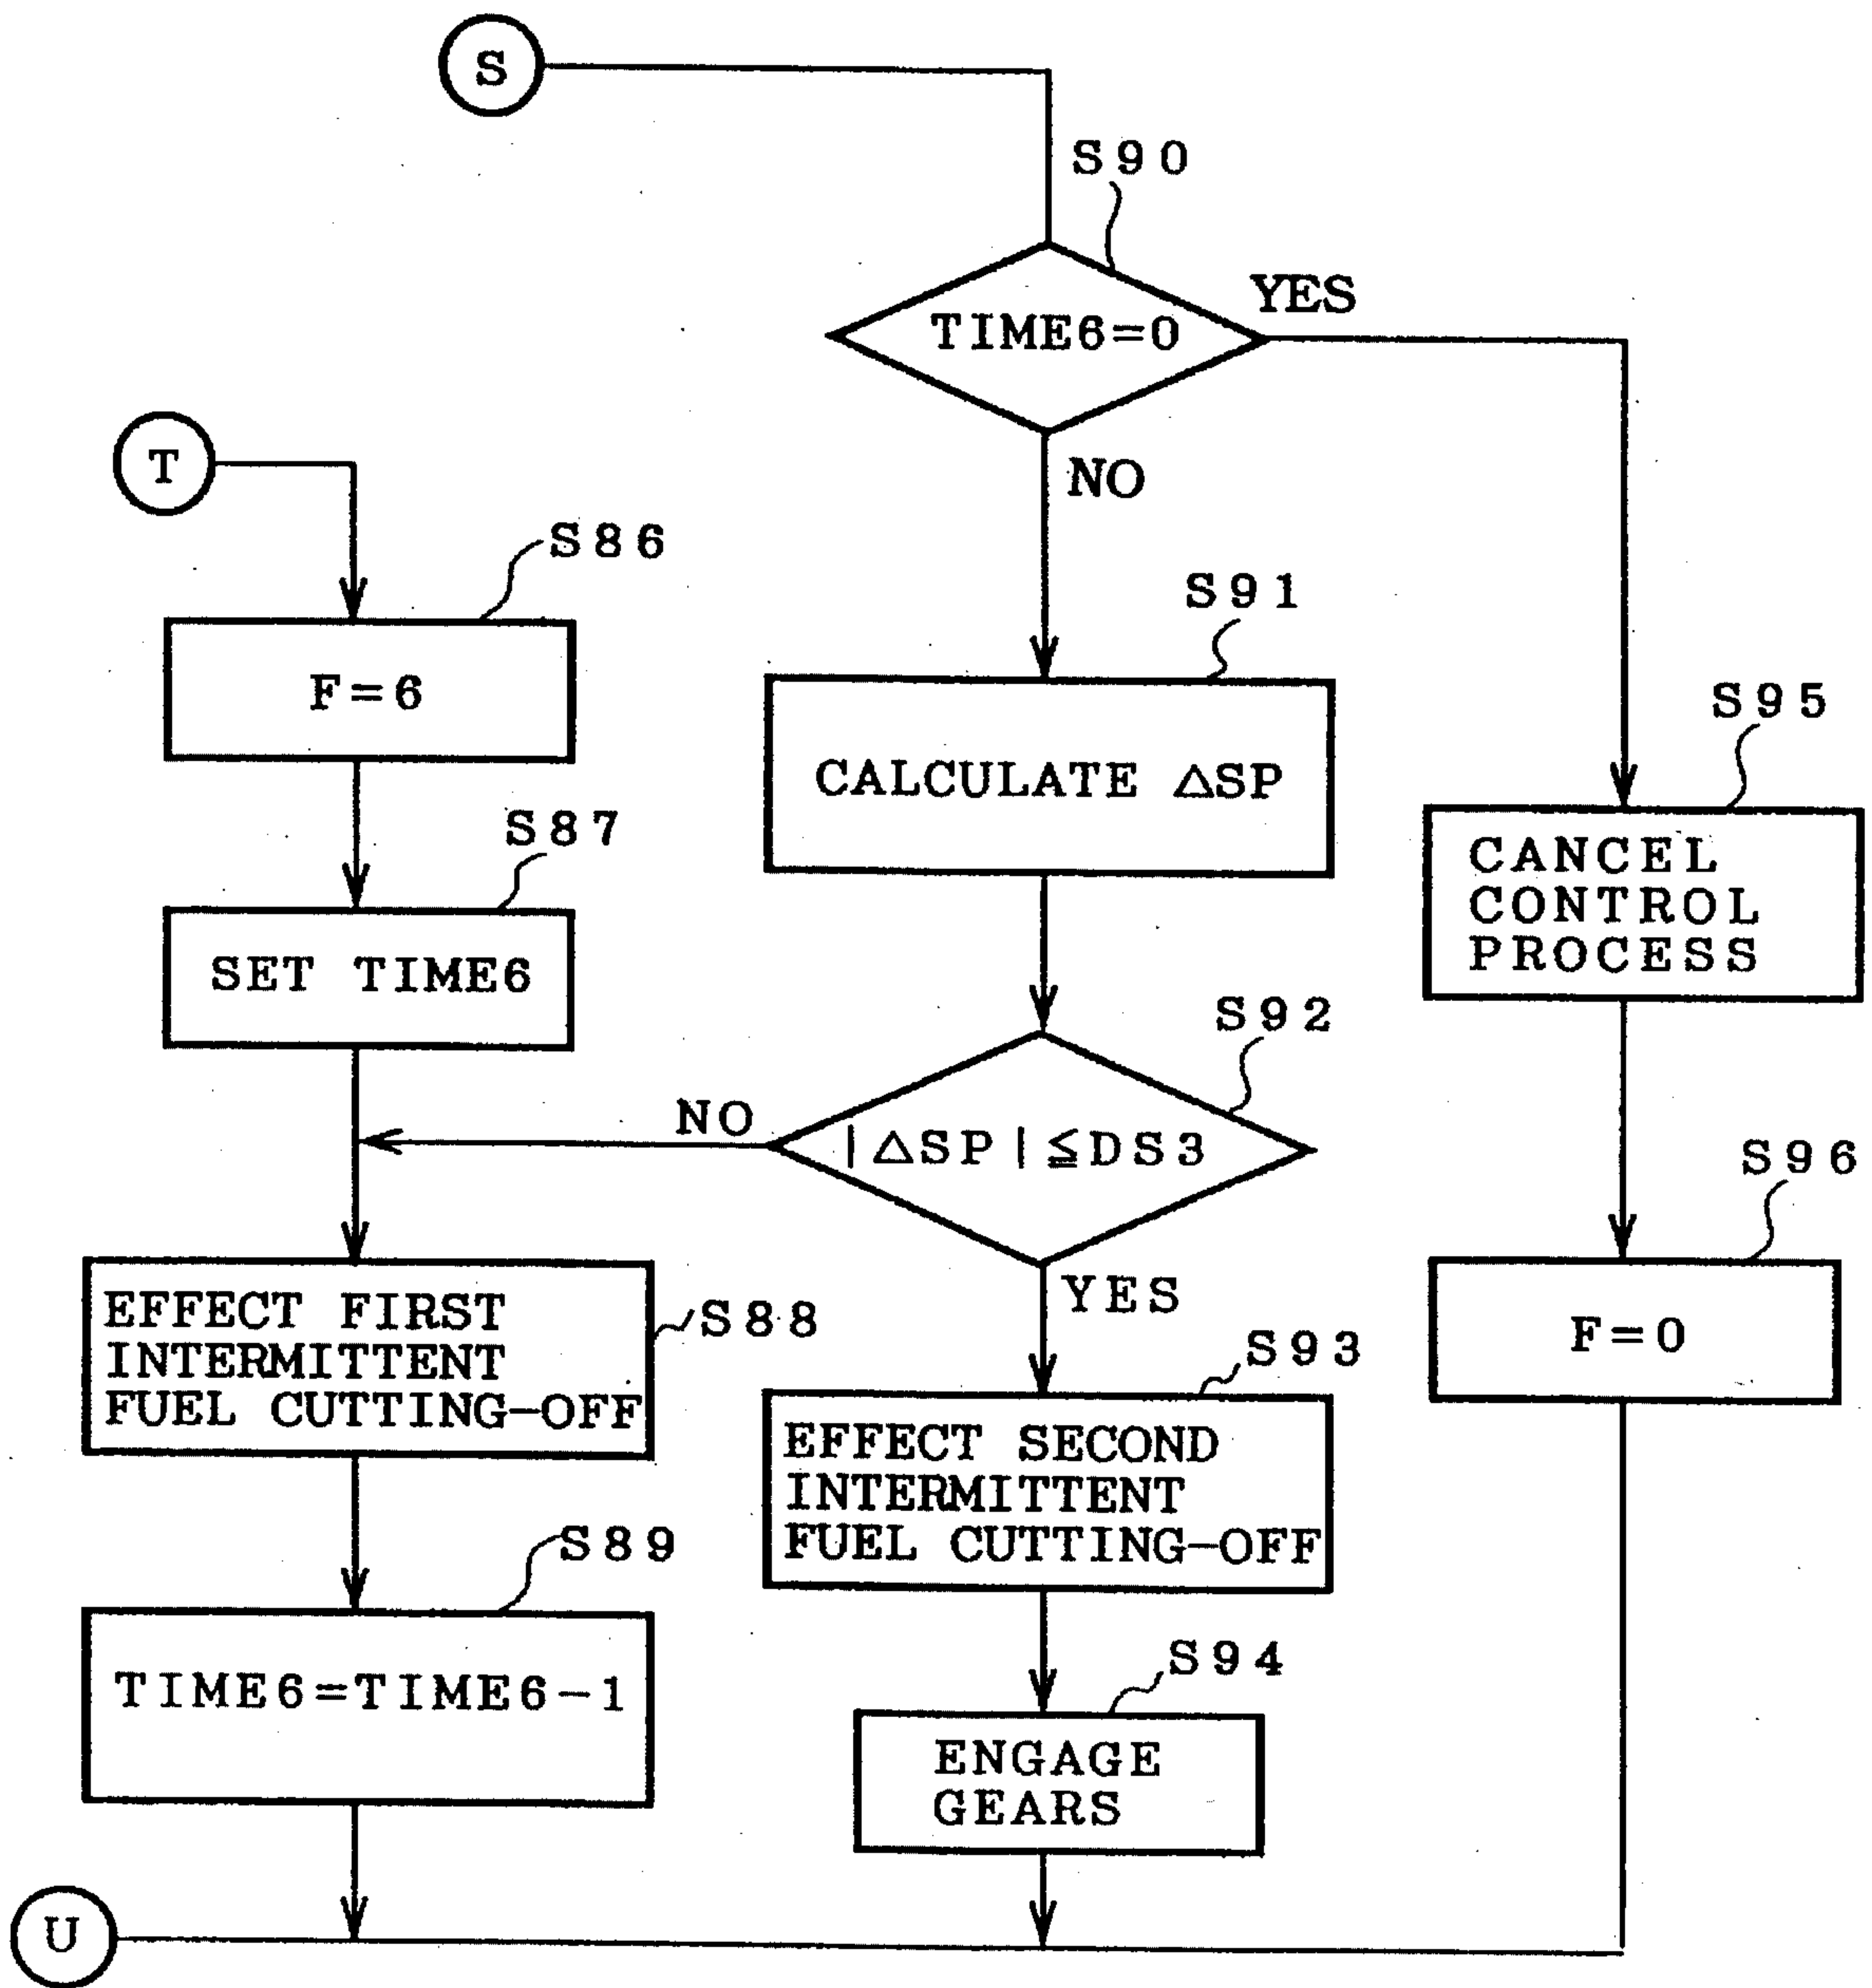 S
S90
TIME6=0
YES
NO
T
S86
F=6
S87
SET TIME6
S91
CALCULATE △SP
S92
|△SP|≦DS3
NO
YES
S95
CANCEL
CONTROL
PROCESS
S96
F=0
S88
EFFECT FIRST
INTERMITTENT
FUEL CUTTING-OFF
S93
EFFECT SECOND
INTERMITTENT
FUEL CUTTING-OFF
S89
TIME6=TIME6-1
S94
ENGAGE
GEARS
U